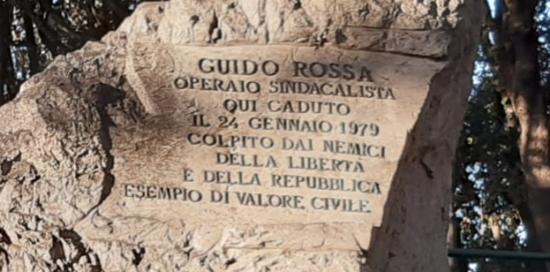 GUIDO ROSSA
OPERAIO SINDACALISTA
QUI CADUTO
IL 24 GENNAIO 1979
COLPITO DAI NEMICI
DELLA LIBERTÀ
E DELLA REPUBBLICA
ESEMPIO DI VALORE CIVILE